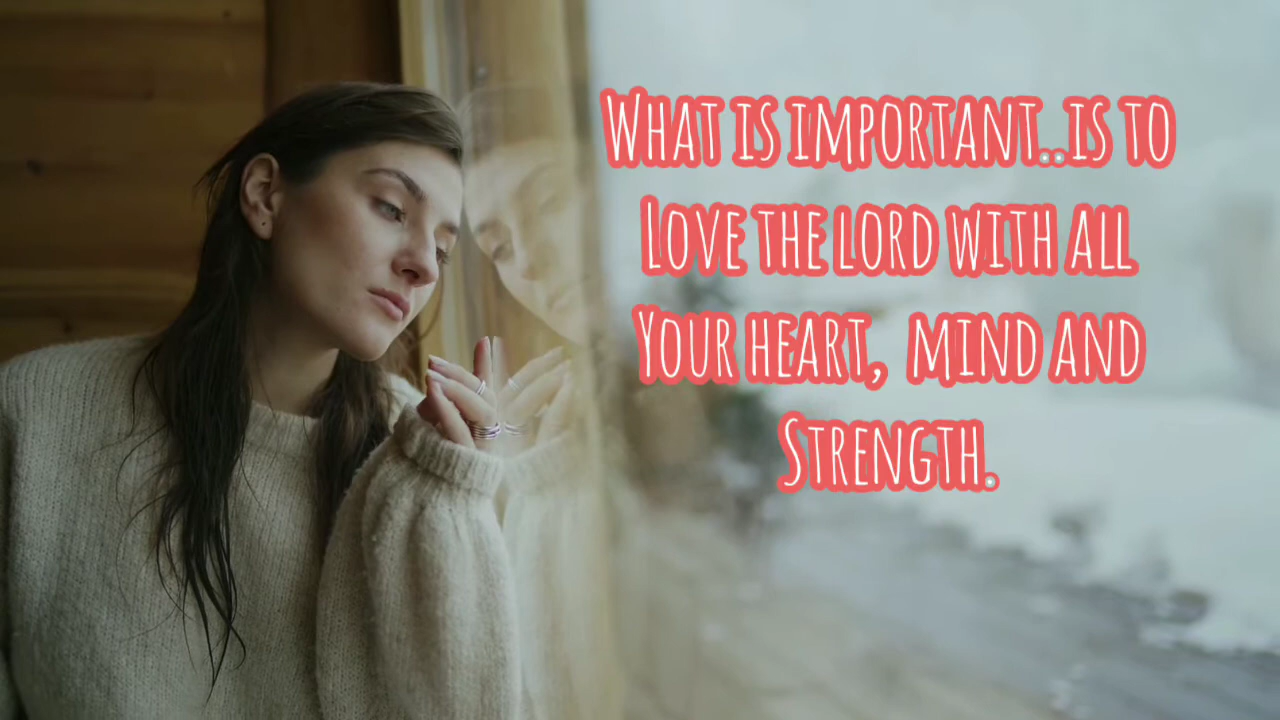 What is important..is to
Love the lord with all
Your heart,  mind and
Strength.